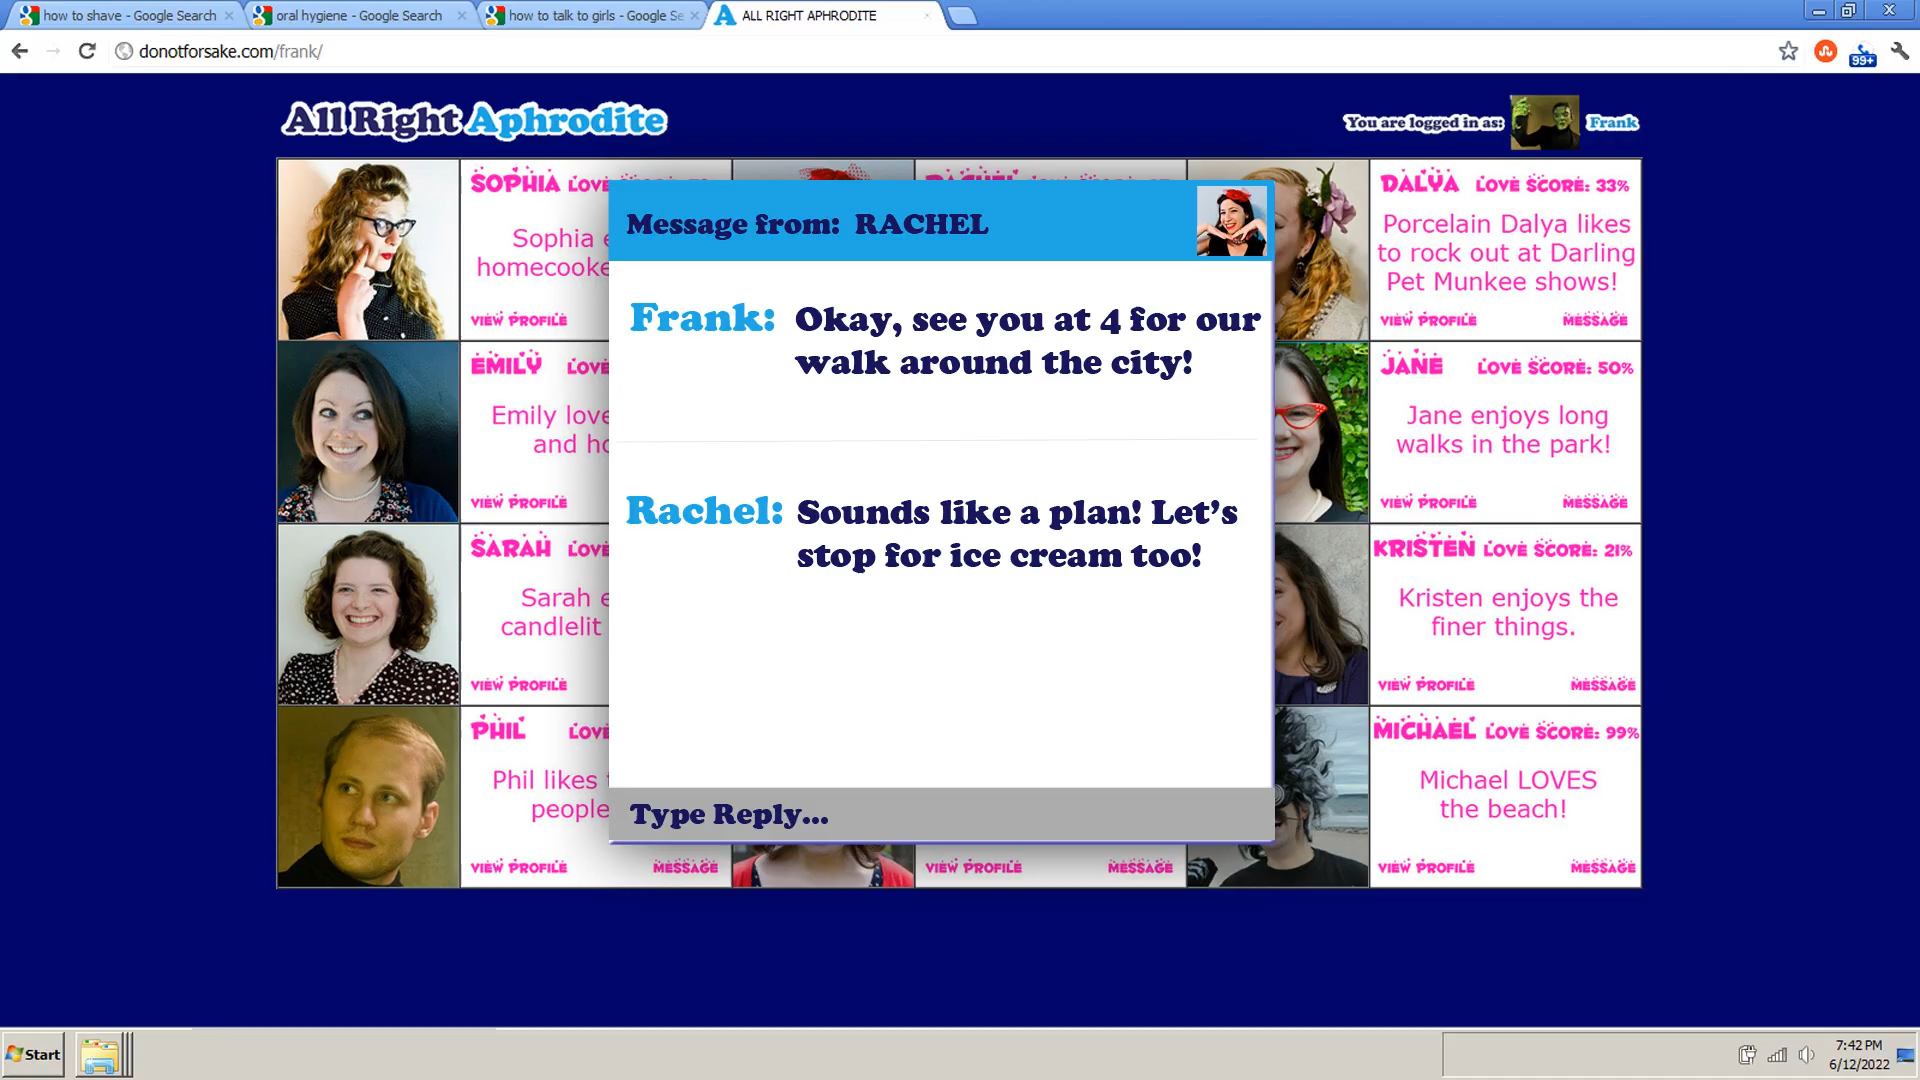 how to shave - Google Search
oral hygiene - Google Search
how to talk to girls - Google Se
ALL RIGHT APHRODITE
donotforsake.com/frank/
99+
All Right Aphrodite
You are logged in as: Frank
SOPHIA
Sophia
homecooke
VIEW PROFILE
Message from: RACHEL
Frank: Okay, see you at 4 for our
walk around the city!
Rachel: Sounds like a plan! Let's
stop for ice cream too!
Type Reply...
DALYA LOVE SCORE: 33%
Porcelain Dalya likes
to rock out at Darling
Pet Munkee shows!
VIEW PROFILE MESSAGE
EMILY LOVE
Emily love
and ho
VIEW PROFILE
JANE LOVE SCORE: 50%
Jane enjoys long
walks in the park!
VIEW PROFILE MESSAGE
SARAH LOVE
Sarah e
candlelit
VIEW PROFILE
KRISTEN LOVE SCORE: 21%
Kristen enjoys the
finer things.
VIEW PROFILE MESSAGE
PHIL LOVE
Phil likes
people
VIEW PROFILE MESSAGE
VIEW PROFILE MESSAGE
MICHAEL LOVE SCORE: 99%
Michael LOVES
the beach!
VIEW PROFILE MESSAGE
Start
7:42 PM
6/12/2022